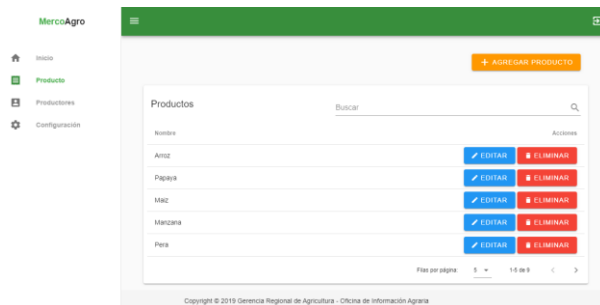 MercoAgro
Inicio
Producto
Productores
Configuración
+ AGREGAR PRODUCTO
Productos
Buscar
Nombre Acciones
Arroz EDITAR ELIMINAR
Papaya EDITAR ELIMINAR
Maiz EDITAR ELIMINAR
Manzana EDITAR ELIMINAR
Pera EDITAR ELIMINAR
Filas por página: 5 1-5 de 9
Copyright © 2019 Gerencia Regional de Agricultura - Oficina de Información Agraria